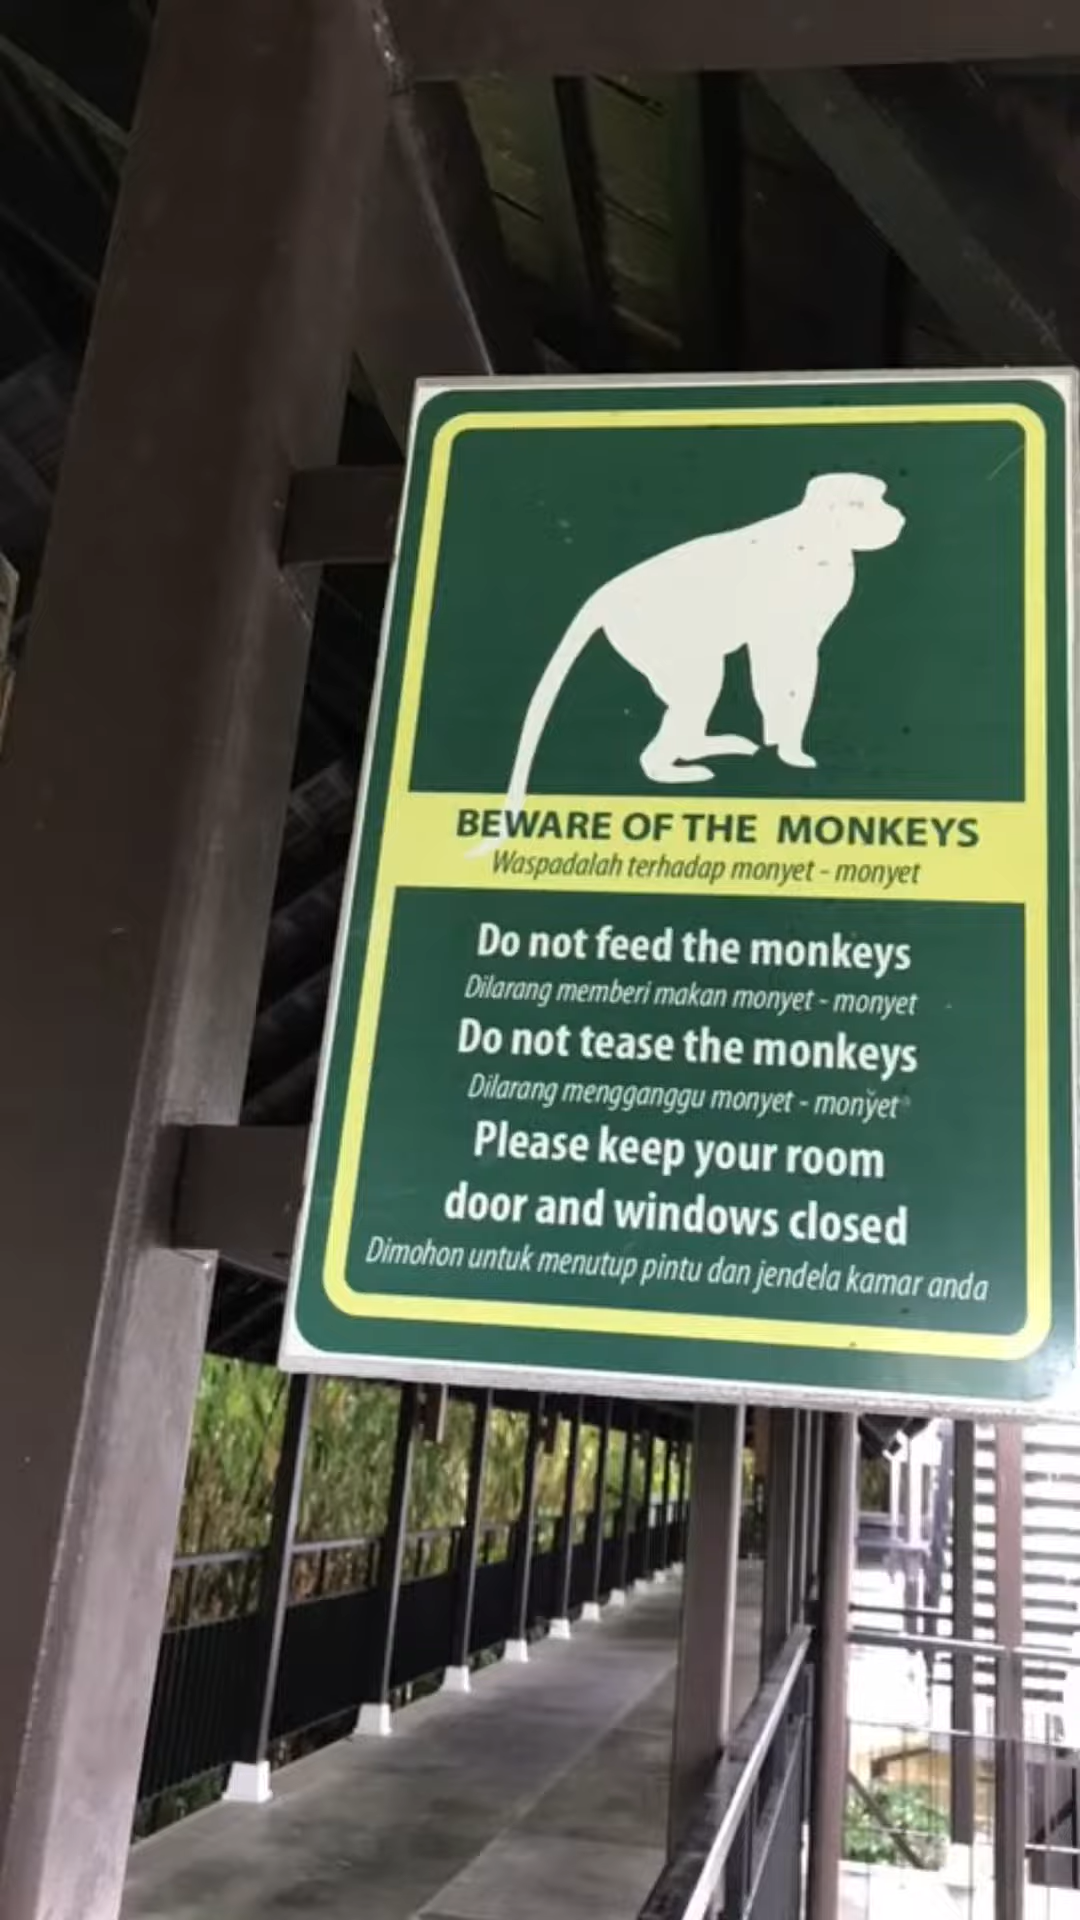 BEWARE OF THE MONKEYS
Waspadalah terhadap monyet - monyet
Do not feed the monkeys
Dilarang memberi makan monyet - monyet
Do not tease the monkeys
Dilarang mengganggu monyet - monyet
Please keep your room
door and windows closed
Dimohon untuk menutup pintu dan jendela kamar anda